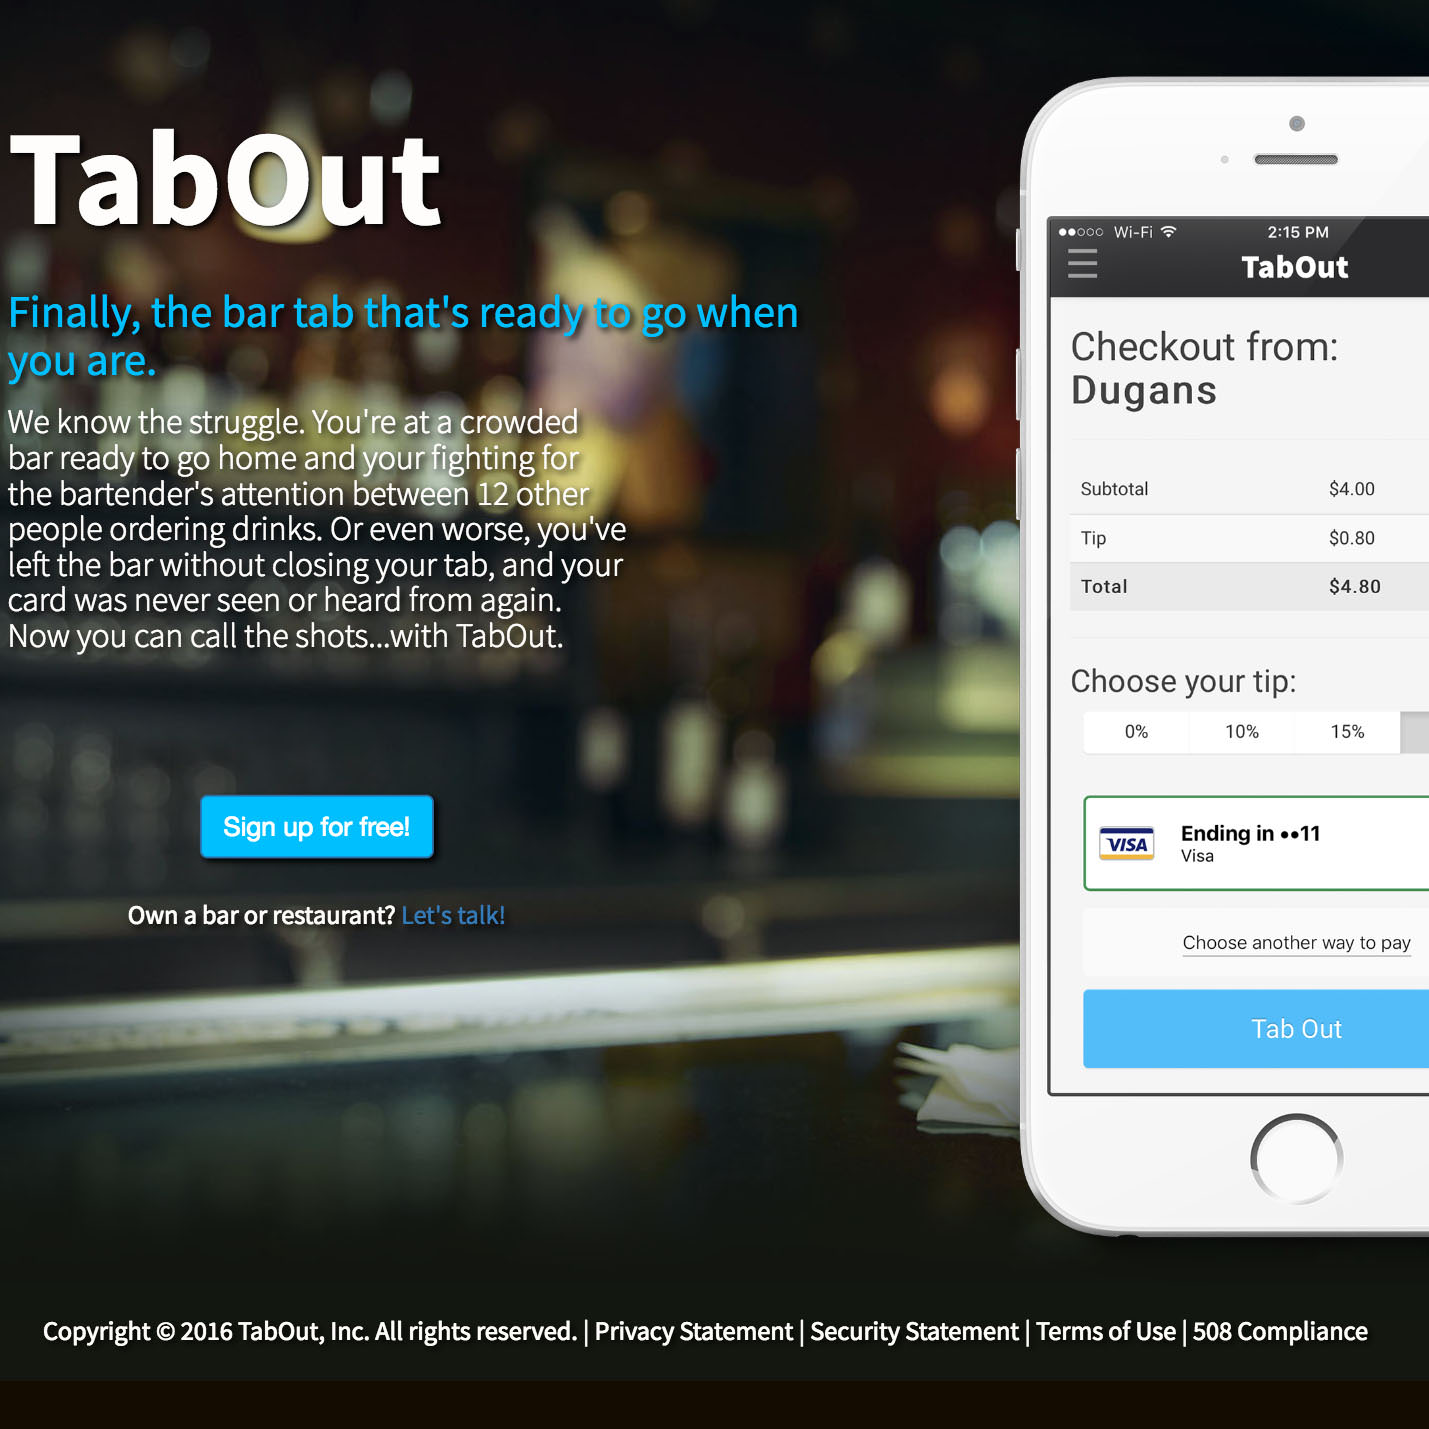 TabOut
Finally, the bar tab that's ready to go when
you are.
We know the struggle. You're at a crowded
bar ready to go home and your fighting for
the bartender's attention between 12 other
people ordering drinks. Or even worse, you've
left the bar without closing your tab, and your
card was never seen or heard from again.
Now you can call the shots...with TabOut.
Sign up for free!
Own a bar or restaurant? Let's talk!
Wi-Fi 2:15 PM
TabOut
Checkout from:
Dugans
Subtotal $4.00
Tip $0.80
Total $4.80
Choose your tip:
0% 10% 15%
VISA
Ending in ••11
Visa
Choose another way to pay
Tab Out
Copyright © 2016 TabOut, Inc. All rights reserved. | Privacy Statement | Security Statement | Terms of Use | 508 Compliance